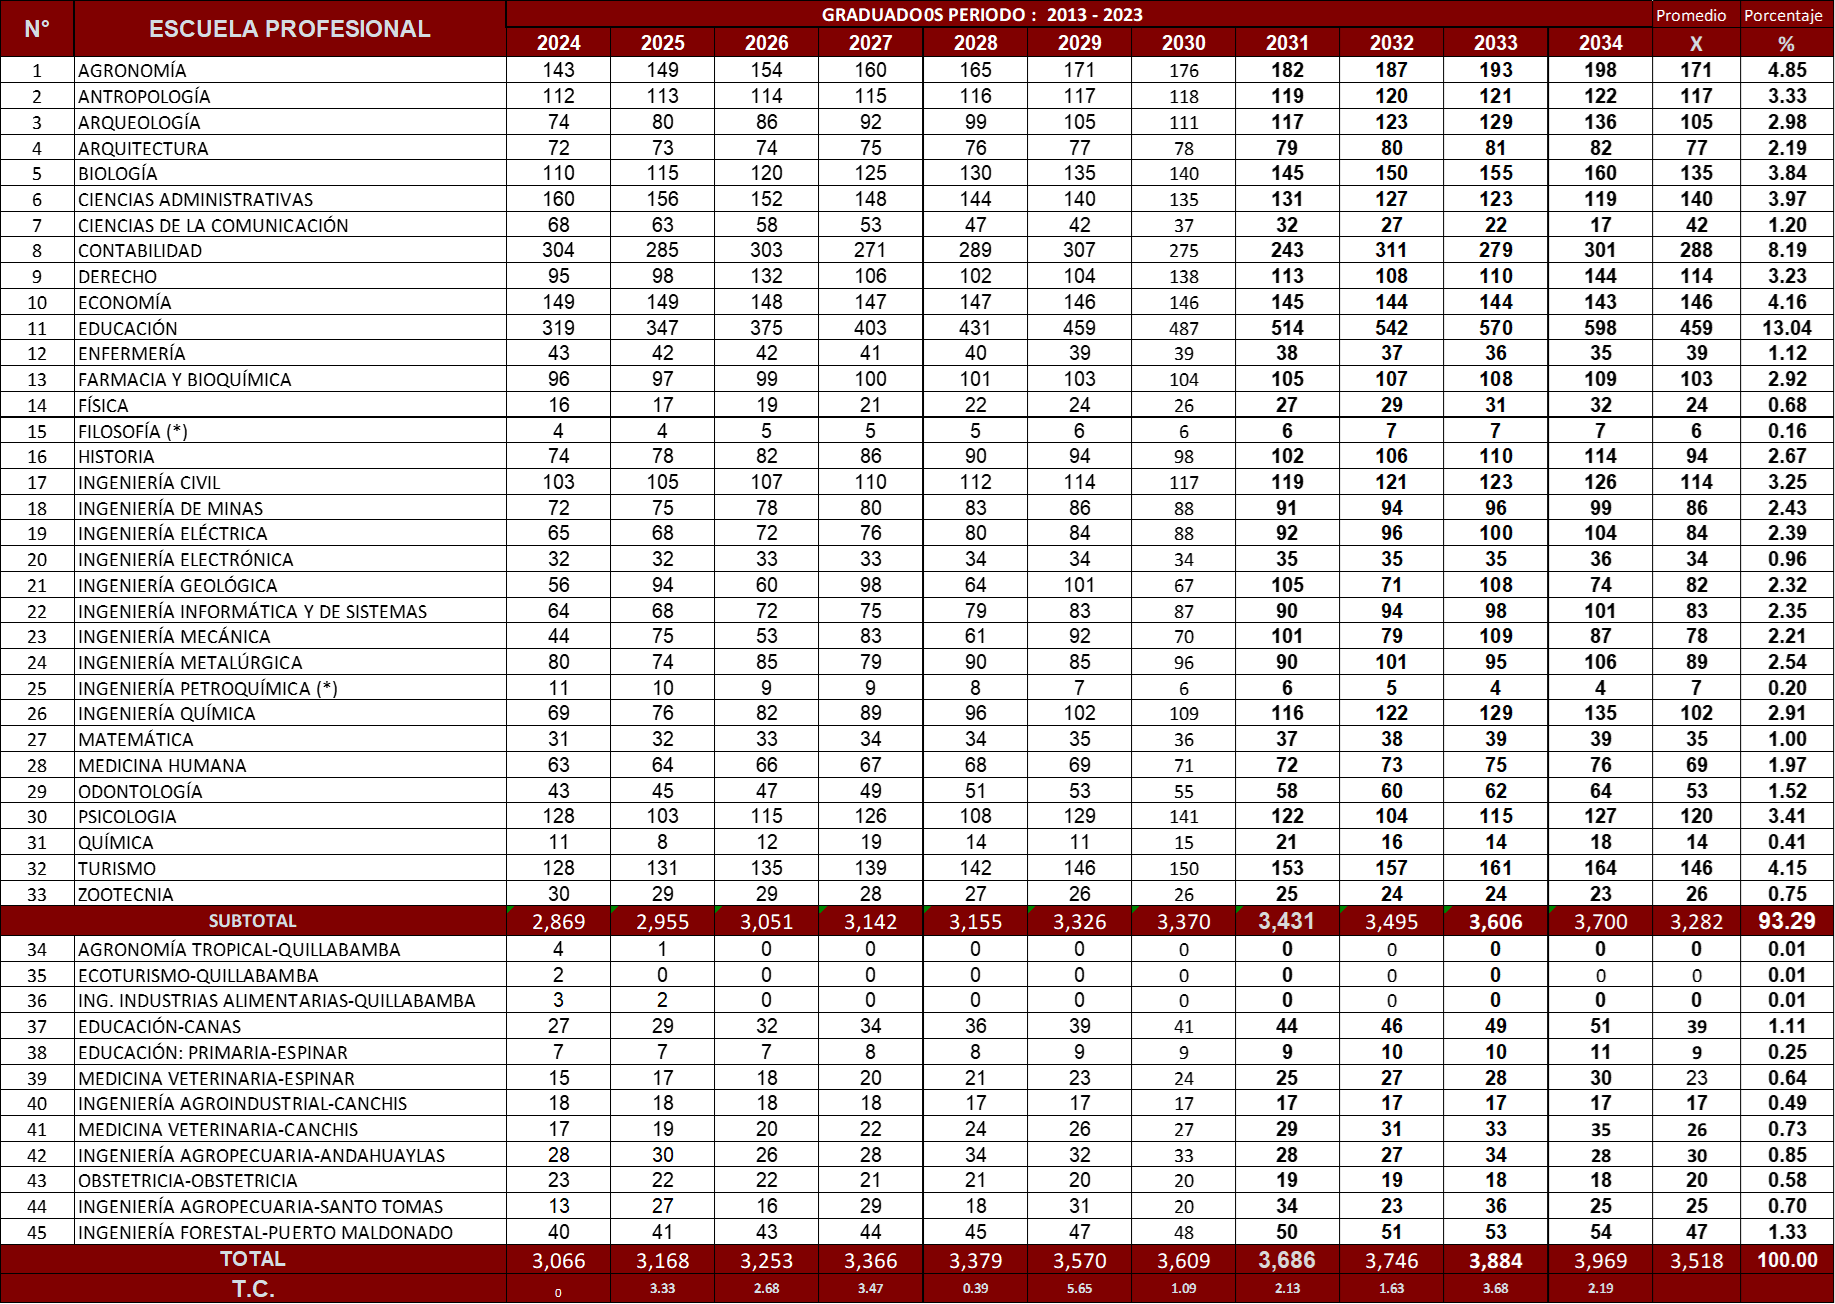 N° ESCUELA PROFESIONAL GRADUADO0S PERIODO : 2013 - 2023 Promedio Porcentaje
2024 2025 2026 2027 2028 2029 2030 2031 2032 2033 2034 X %
1 AGRONOMÍA 143 149 154 160 165 171 176 182 187 193 198 171 4.85
2 ANTROPOLOGÍA 112 113 114 115 116 117 118 119 120 121 122 117 3.33
3 ARQUEOLOGÍA 74 80 86 92 99 105 111 117 123 129 136 105 2.98
4 ARQUITECTURA 72 73 74 75 76 77 78 79 80 81 82 77 2.19
5 BIOLOGÍA 110 115 120 125 130 135 140 145 150 155 160 135 3.84
6 CIENCIAS ADMINISTRATIVAS 160 156 152 148 144 140 135 131 127 123 119 140 3.97
7 CIENCIAS DE LA COMUNICACIÓN 68 63 58 53 47 42 37 32 27 22 17 42 1.20
8 CONTABILIDAD 304 285 303 271 289 307 275 243 311 279 301 288 8.19
9 DERECHO 95 98 132 106 102 104 138 113 108 110 144 114 3.23
10 ECONOMÍA 149 149 148 147 147 146 146 145 144 144 143 146 4.16
11 EDUCACIÓN 319 347 375 403 431 459 487 514 542 570 598 459 13.04
12 ENFERMERÍA 43 42 42 41 40 39 39 38 37 36 35 39 1.12
13 FARMACIA Y BIOQUÍMICA 96 97 99 100 101 103 104 105 107 108 109 103 2.92
14 FÍSICA 16 17 19 21 22 24 26 27 29 31 32 24 0.68
15 FILOSOFÍA (*) 4 4 5 5 5 6 6 6 7 7 7 6 0.16
16 HISTORIA 74 78 82 86 90 94 98 102 106 110 114 94 2.67
17 INGENIERÍA CIVIL 103 105 107 110 112 114 117 119 121 123 126 114 3.25
18 INGENIERÍA DE MINAS 72 75 78 80 83 86 88 91 94 96 99 86 2.43
19 INGENIERÍA ELÉCTRICA 65 68 72 76 80 84 88 92 96 100 104 84 2.39
20 INGENIERÍA ELECTRÓNICA 32 32 33 33 34 34 34 35 35 35 36 34 0.96
21 INGENIERÍA GEOLÓGICA 56 94 60 98 64 101 67 105 71 108 74 82 2.32
22 INGENIERÍA INFORMÁTICA Y DE SISTEMAS 64 68 72 75 79 83 87 90 94 98 101 83 2.35
23 INGENIERÍA MECÁNICA 44 75 53 83 61 92 70 101 79 109 87 78 2.21
24 INGENIERÍA METALÚRGICA 80 74 85 79 90 85 96 90 101 95 106 89 2.54
25 INGENIERÍA PETROQUÍMICA (*) 11 10 9 9 8 7 6 6 5 4 4 7 0.20
26 INGENIERÍA QUÍMICA 69 76 82 89 96 102 109 116 122 129 135 102 2.91
27 MATEMÁTICA 31 32 33 34 34 35 36 37 38 39 39 35 1.00
28 MEDICINA HUMANA 63 64 66 67 68 69 71 72 73 75 76 69 1.97
29 ODONTOLOGÍA 43 45 47 49 51 53 55 58 60 62 64 53 1.52
30 PSICOLOGIA 128 103 115 126 108 129 141 122 104 115 127 120 3.41
31 QUÍMICA 11 8 12 19 14 11 15 21 16 14 18 14 0.41
32 TURISMO 128 131 135 139 142 146 150 153 157 161 164 146 4.15
33 ZOOTECNIA 30 29 29 28 27 26 26 25 24 24 23 26 0.75
SUBTOTAL 2,869 2,955 3,051 3,142 3,155 3,326 3,370 3,431 3,495 3,606 3,700 3,282 93.29
34 AGRONOMÍA TROPICAL-QUILLABAMBA 4 1 0 0 0 0 0 0 0 0 0 0 0.01
35 ECOTURISMO-QUILLABAMBA 2 0 0 0 0 0 0 0 0 0 0 0 0.01
36 ING. INDUSTRIAS ALIMENTARIAS-QUILLABAMBA 3 2 0 0 0 0 0 0 0 0 0 0 0.01
37 EDUCACIÓN-CANAS 27 29 32 34 36 39 41 44 46 49 51 39 1.11
38 EDUCACIÓN: PRIMARIA-ESPINAR 7 7 7 8 8 9 9 9 10 10 11 9 0.25
39 MEDICINA VETERINARIA-ESPINAR 15 17 18 20 21 23 24 25 27 28 30 23 0.64
40 INGENIERÍA AGROINDUSTRIAL-CANCHIS 18 18 18 18 17 17 17 17 17 17 17 17 0.49
41 MEDICINA VETERINARIA-CANCHIS 17 19 20 22 24 26 27 29 31 33 35 26 0.73
42 INGENIERÍA AGROPECUARIA-ANDAHUAYLAS 28 30 26 28 34 32 33 28 27 34 28 30 0.85
43 OBSTETRICIA-OBSTETRICIA 23 22 22 21 21 20 20 19 19 18 18 20 0.58
44 INGENIERÍA AGROPECUARIA-SANTO TOMAS 13 27 16 29 18 31 20 34 23 36 25 25 0.70
45 INGENIERÍA FORESTAL-PUERTO MALDONADO 40 41 43 44 45 47 48 50 51 53 54 47 1.33
TOTAL 3,066 3,168 3,253 3,366 3,379 3,570 3,609 3,686 3,746 3,884 3,969 3,518 100.00
T.C. 0 3.33 2.68 3.47 0.39 5.65 1.09 2.13 1.63 3.68 2.19